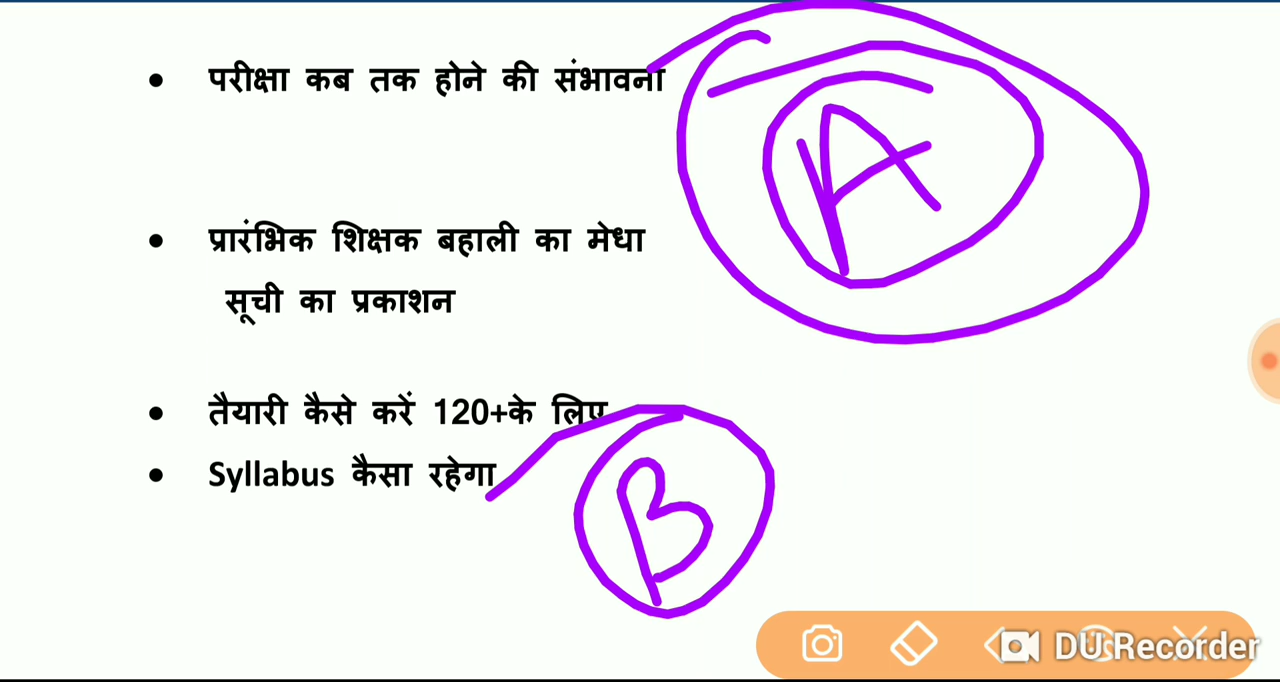 • परीक्षा कब तक होने की संभावना
A
• प्रारंभिक शिक्षक बहाली का मेधा
सूची का प्रकाशन
• तैयारी कैसे करें 120+के लिए
• Syllabus कैसा रहेगा
B
DU Recorder